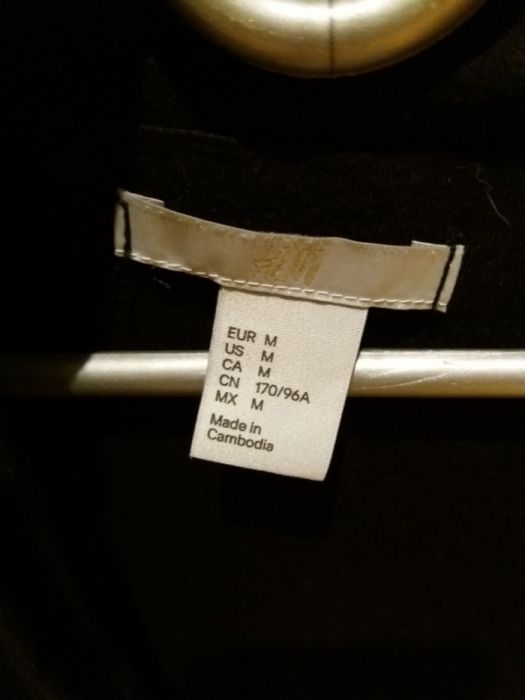 H&M
EUR M
US M
CA M
CN 170/96A
MX M
Made in
Cambodia